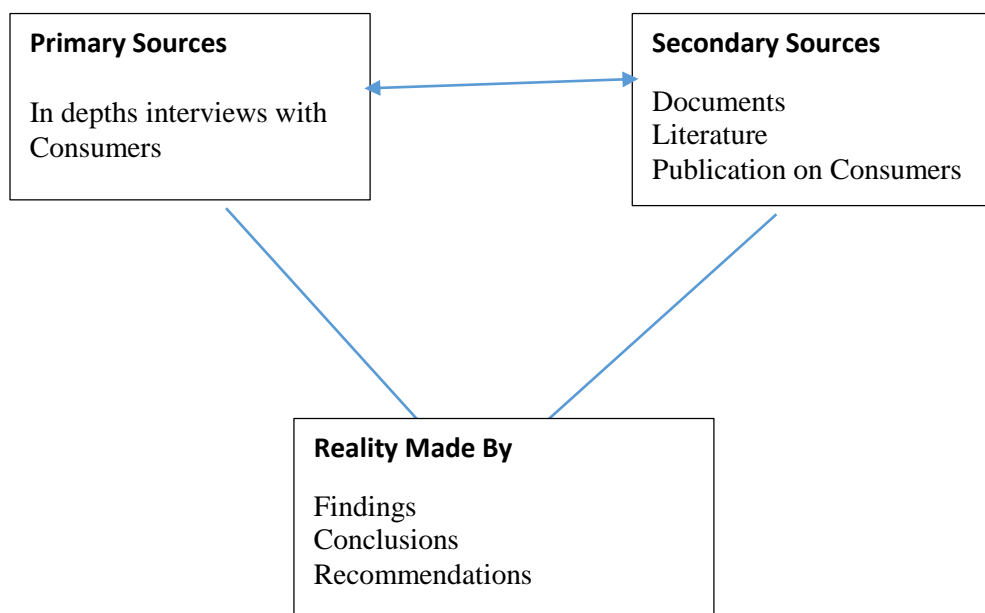 Primary Sources
In depths interviews with
Consumers
Secondary Sources
Documents
Literature
Publication on Consumers
Reality Made By
Findings
Conclusions
Recommendations